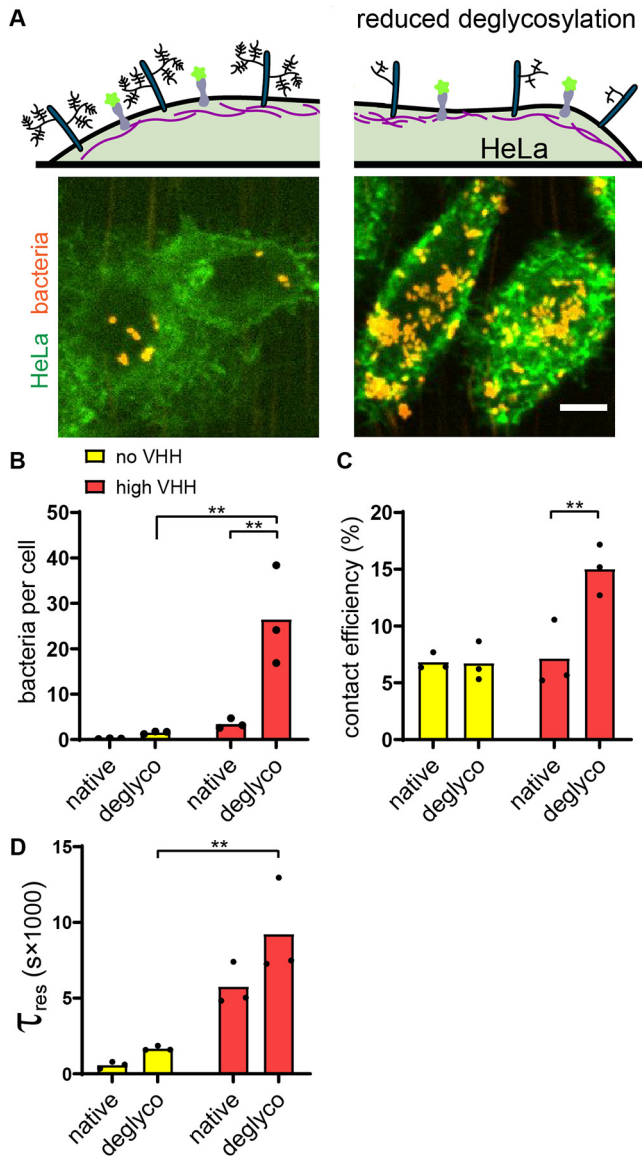 A
reduced deglycosylation
HeLa
HeLa bacteria
B
no VHH
high VHH
bacteria per cell
50
40
30
20
10
0
**
**
native
deglyco
native
deglyco
C
contact efficiency (%)
20
15
10
5
0
**
native
deglyco
native
deglyco
D
τres (s×1000)
15
10
5
0
**
native
deglyco
native
deglyco